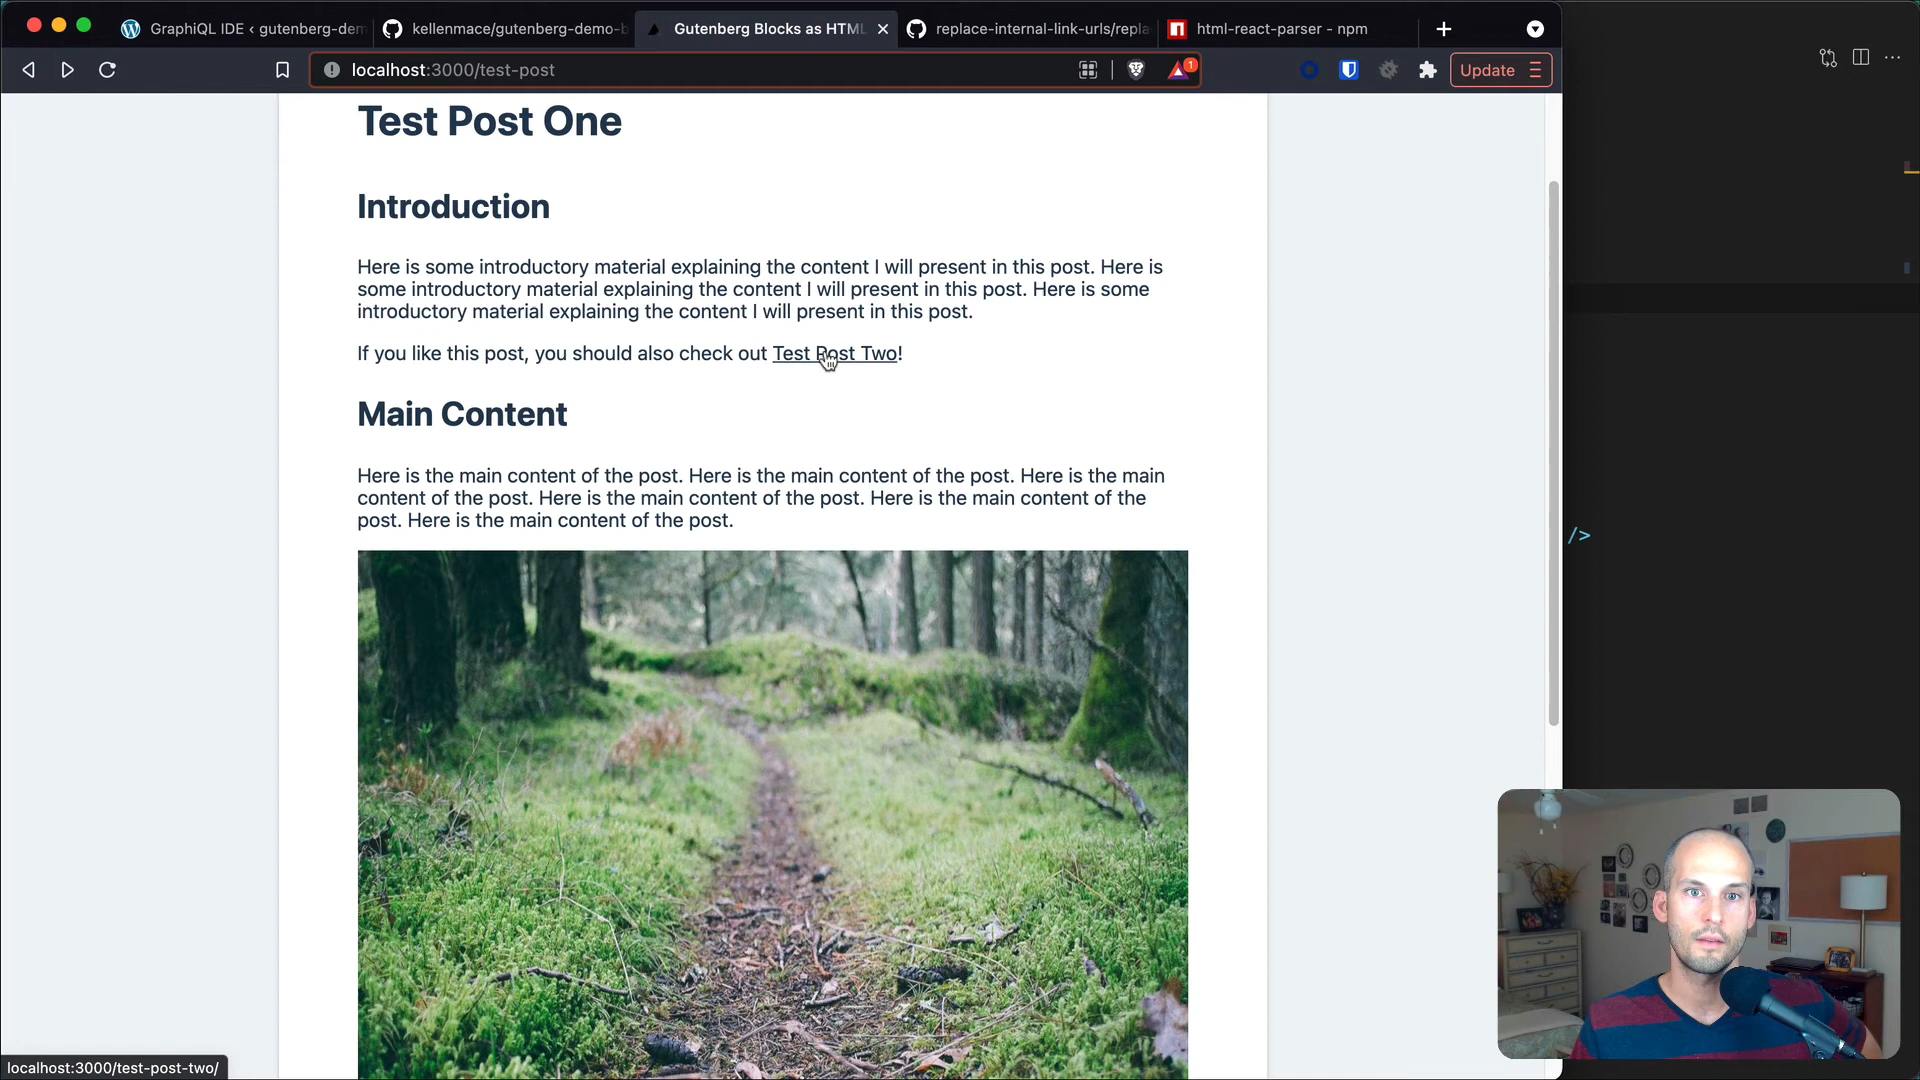 GraphiQL IDE ‹ gutenberg-dem
kellenmace/gutenberg-demo-b
Gutenberg Blocks as HTML
replace-internal-link-urls/repla
html-react-parser - npm
localhost:3000/test-post
1
Update
Test Post One
Introduction
Here is some introductory material explaining the content I will present in this post. Here is
some introductory material explaining the content I will present in this post. Here is some
introductory material explaining the content I will present in this post.
If you like this post, you should also check out Test Post Two!
Main Content
Here is the main content of the post. Here is the main content of the post. Here is the main
content of the post. Here is the main content of the post. Here is the main content of the
post. Here is the main content of the post.
/>
localhost:3000/test-post-two/